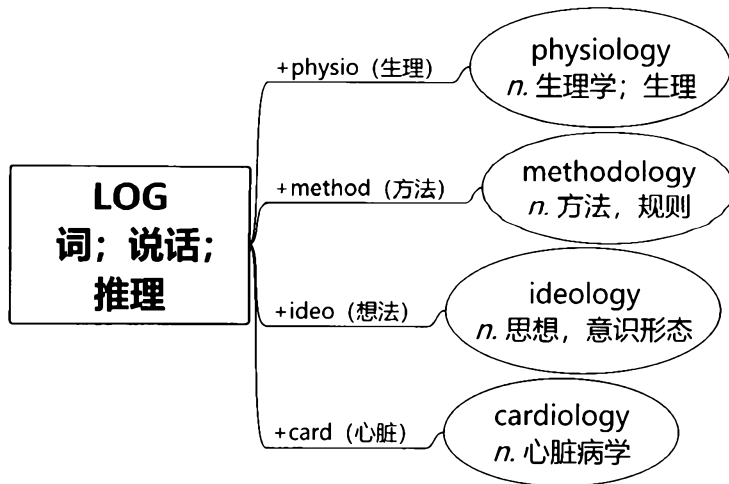 LOG
词；说话；
推理
+physio（生理）
physiology
n. 生理学；生理
+method（方法）
methodology
n. 方法，规则
+ideo（想法）
ideology
n. 思想，意识形态
+card（心脏）
cardiology
n. 心脏病学